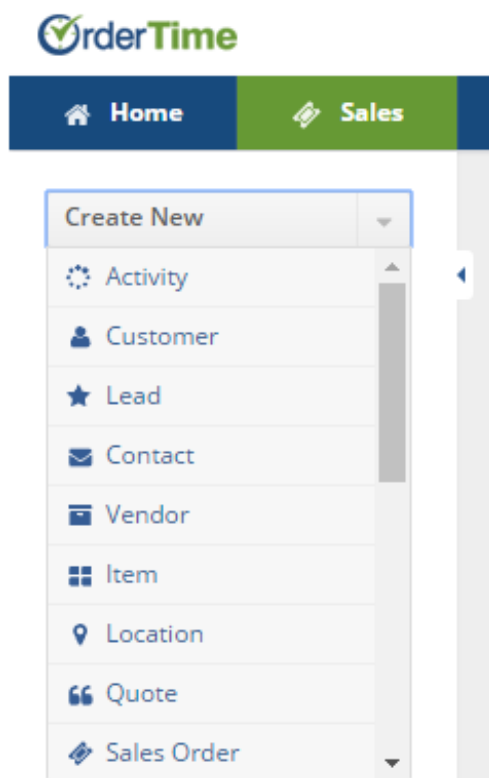 OrderTime
Home Sales
Create New
Activity
Customer
Lead
Contact
Vendor
Item
Location
Quote
Sales Order